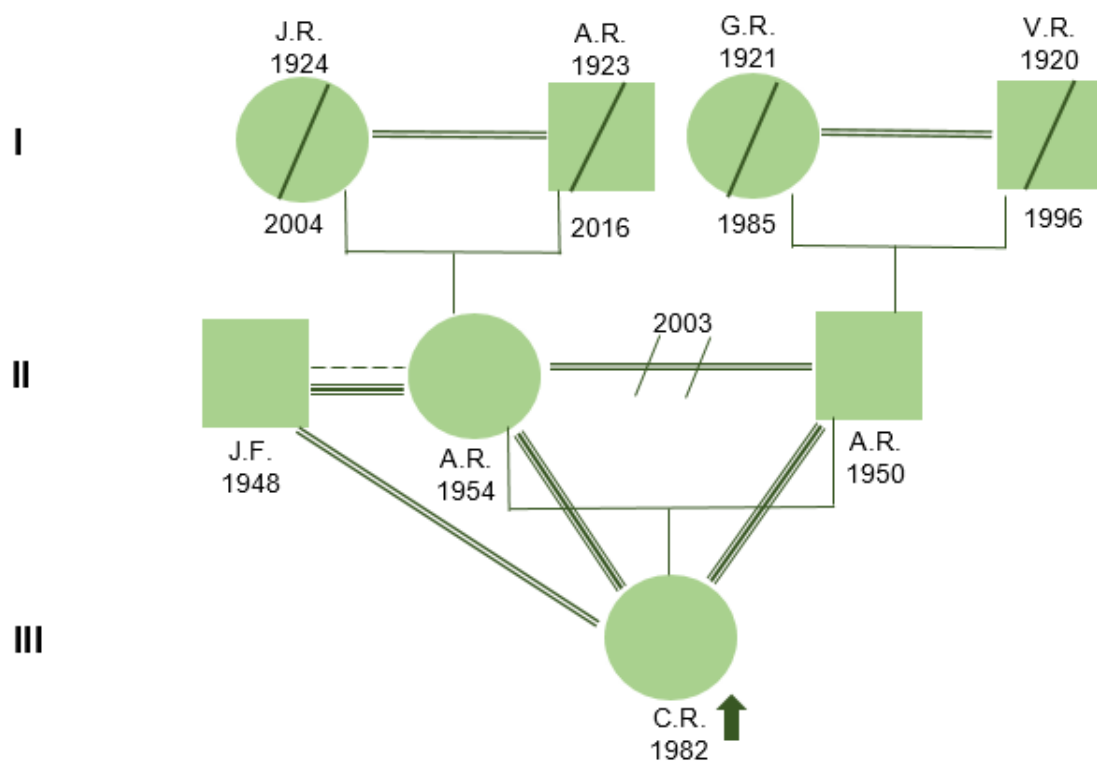 J.R.
1924
A.R.
1923
G.R.
1921
V.R.
1920
I
2004
2016
1985
1996
2003
II
J.F.
1948
A.R.
1954
A.R.
1950
III
C.R.
1982